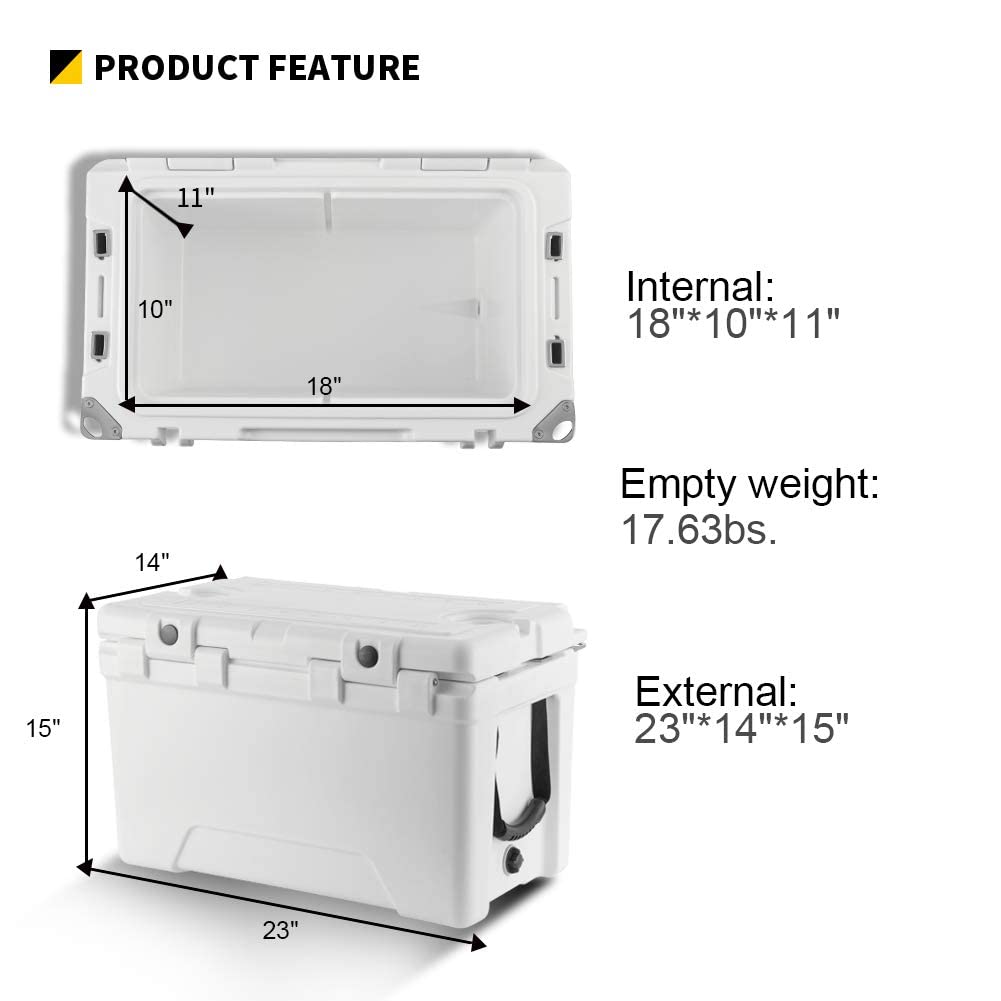 PRODUCT FEATURE
11"
10"
18"
Internal:
18"*10"*11"
Empty weight:
17.63bs.
14"
15"
23"
External:
23"*14"*15"